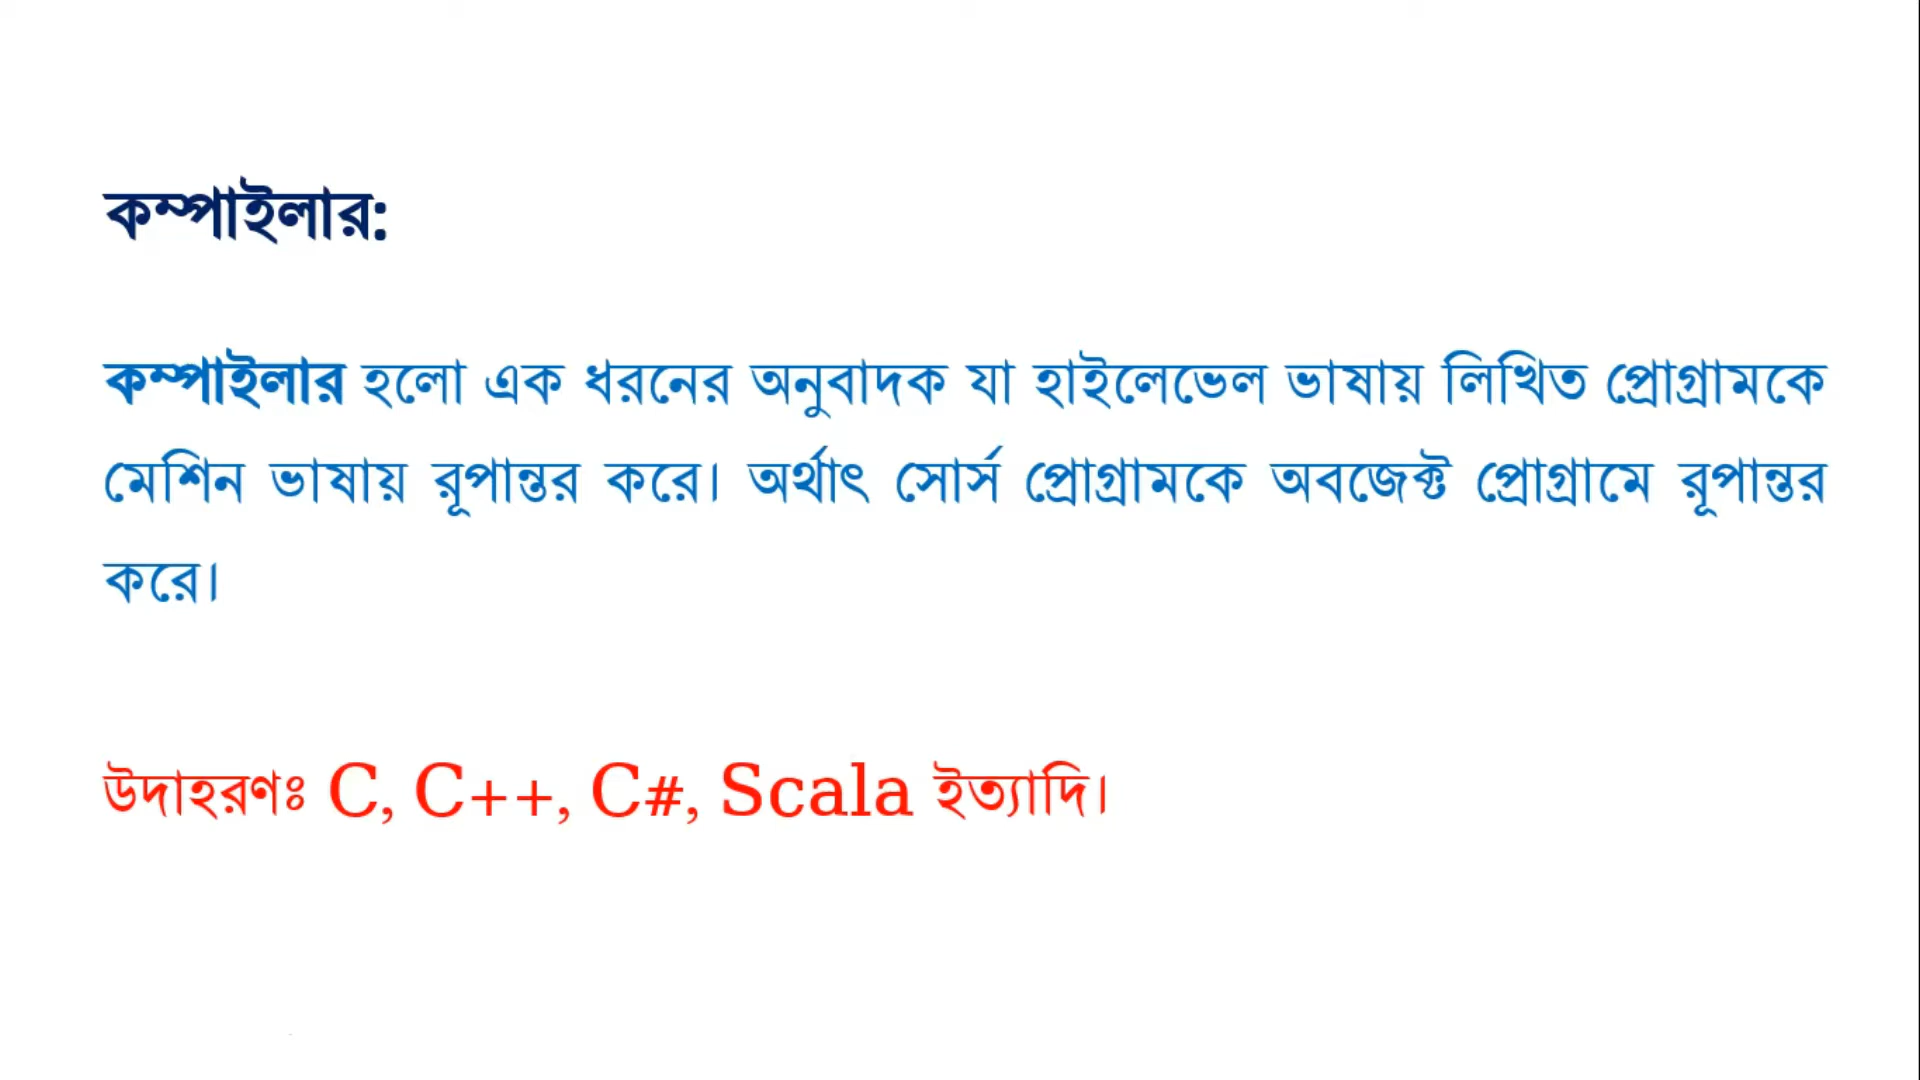 কম্পাইলার:
কম্পাইলার হলো এক ধরনের অনুবাদক যা হাইলেভেল ভাষায় লিখিত প্রোগ্রামকে
মেশিন ভাষায় রূপান্তর করে। অর্থাৎ সোর্স প্রোগ্রামকে অবজেক্ট প্রোগ্রামে রূপান্তর
করে।
উদাহরণঃ C, C++, C#, Scala ইত্যাদি।